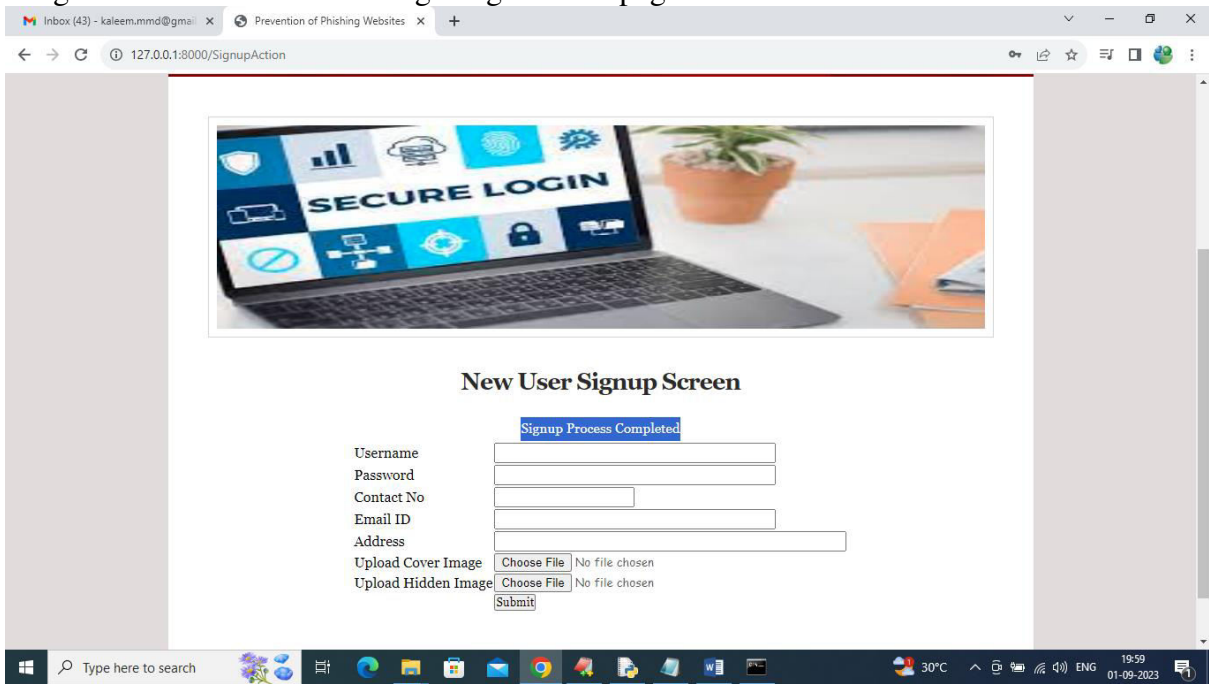 Inbox (43) - kaleem.mmd@gmai
Prevention of Phishing Websites
127.0.0.1:8000/SignupAction
SECURE LOGIN
New User Signup Screen
Signup Process Completed
Username
Password
Contact No
Email ID
Address
Upload Cover Image Choose File No file chosen
Upload Hidden Image Choose File No file chosen
Submit
Type here to search
30°C ENG 19:59
01-09-2023